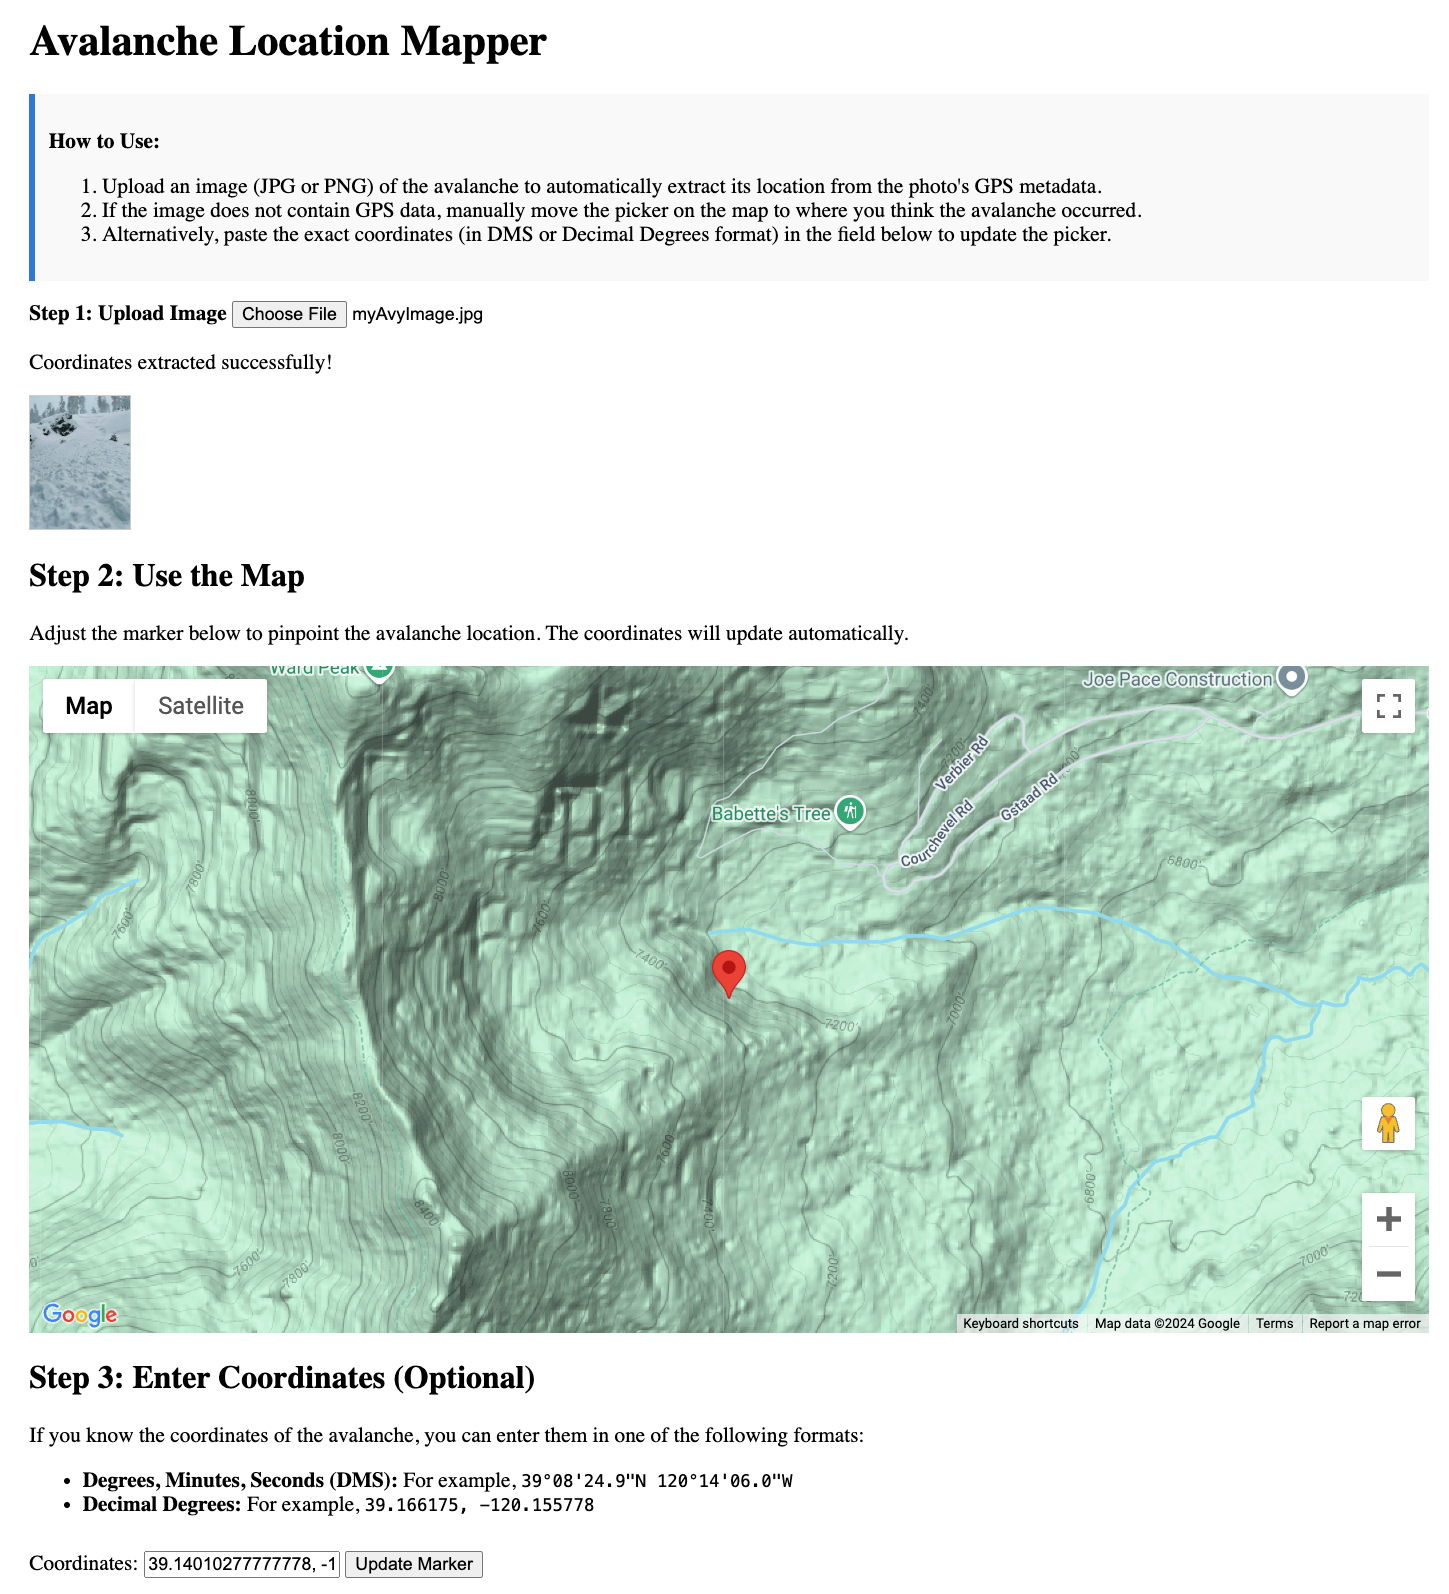 Avalanche Location Mapper
How to Use:
1. Upload an image (JPG or PNG) of the avalanche to automatically extract its location from the photo's GPS metadata.
2. If the image does not contain GPS data, manually move the picker on the map to where you think the avalanche occurred.
3. Alternatively, paste the exact coordinates (in DMS or Decimal Degrees format) in the field below to update the picker.
Step 1: Upload Image Choose File myAvyImage.jpg
Coordinates extracted successfully!
Step 2: Use the Map
Adjust the marker below to pinpoint the avalanche location. The coordinates will update automatically.
Ward Peak
Joe Pace Construction
Map Satellite
7400'
7200'
Verbier Rd
8000'
Gstaad Rd
Babette's Tree
Courchevel Rd
6800'
7800'
8000'
7600'
7600'
7400'
7000'
7200'
8200'
8000'
7600
8000'
7800'
7400'
6800'
8400'
7600'
7800'
7200'
7000'
Google
Keyboard shortcuts Map data ©2024 Google Terms Report a map error
Step 3: Enter Coordinates (Optional)
If you know the coordinates of the avalanche, you can enter them in one of the following formats:
• Degrees, Minutes, Seconds (DMS): For example, 39°08'24.9"N 120°14'06.0"W
• Decimal Degrees: For example, 39.166175, -120.155778
Coordinates: 39.14010277777778, -1 Update Marker